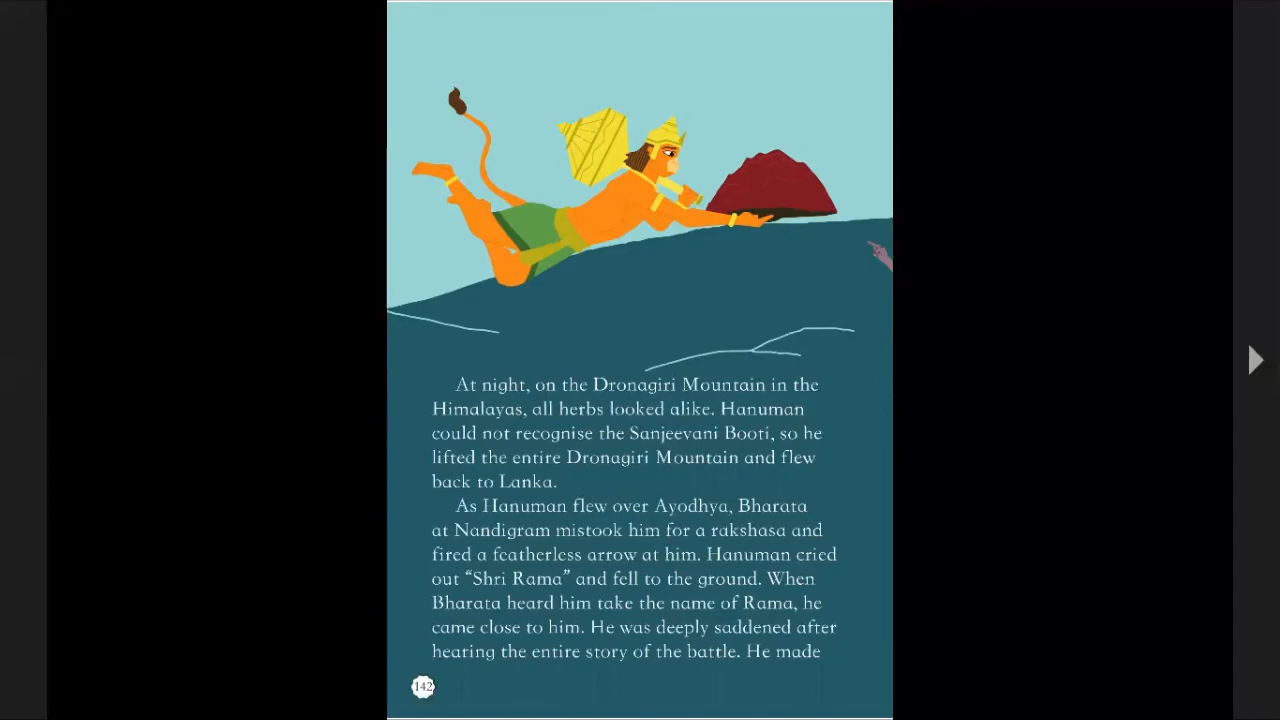 At night, on the Dronagiri Mountain in the
Himalayas, all herbs looked alike. Hanuman
could not recognise the Sanjeevani Booti, so he
lifted the entire Dronagiri Mountain and flew
back to Lanka.
As Hanuman flew over Ayodhya, Bharata
at Nandigram mistook him for a rakshasa and
fired a featherless arrow at him. Hanuman cried
out “Shri Rama” and fell to the ground. When
Bharata heard him take the name of Rama, he
came close to him. He was deeply saddened after
hearing the entire story of the battle. He made
142